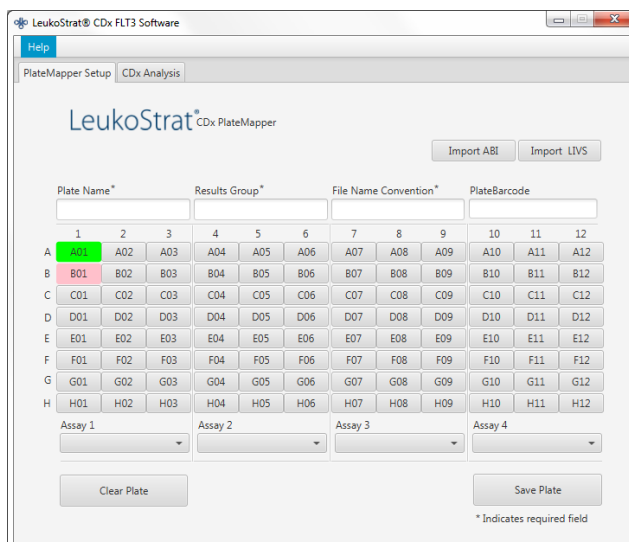 LeukoStrat® CDx FLT3 Software
Help
PlateMapper Setup CDx Analysis
LeukoStrat® CDx PlateMapper
Import ABI Import LIVS
Plate Name* Results Group* File Name Convention* PlateBarcode
1 2 3 4 5 6 7 8 9 10 11 12
A A01 A02 A03 A04 A05 A06 A07 A08 A09 A10 A11 A12
B B01 B02 B03 B04 B05 B06 B07 B08 B09 B10 B11 B12
C C01 C02 C03 C04 C05 C06 C07 C08 C09 C10 C11 C12
D D01 D02 D03 D04 D05 D06 D07 D08 D09 D10 D11 D12
E E01 E02 E03 E04 E05 E06 E07 E08 E09 E10 E11 E12
F F01 F02 F03 F04 F05 F06 F07 F08 F09 F10 F11 F12
G G01 G02 G03 G04 G05 G06 G07 G08 G09 G10 G11 G12
H H01 H02 H03 H04 H05 H06 H07 H08 H09 H10 H11 H12
Assay 1 Assay 2 Assay 3 Assay 4
Clear Plate Save Plate
* Indicates required field